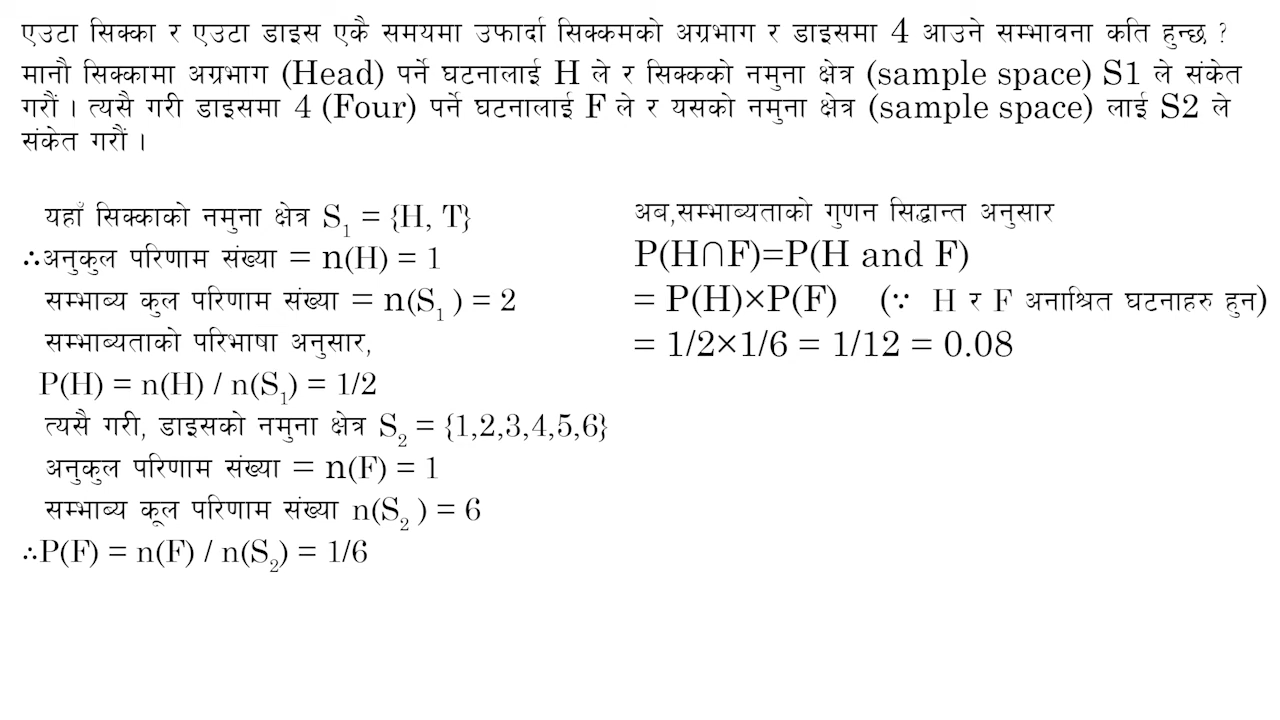 एउटा सिक्का र एउटा डाइस एकै समयमा उफार्दा सिक्कमको अग्रभाग र डाइसमा 4 आउने सम्भावना कति हुन्छ ?
मानौ सिक्कामा अग्रभाग (Head) पर्ने घटनालाई H ले र सिक्कको नमुना क्षेत्र (sample space) S1 ले संकेत
गरौं । त्यसै गरी डाइसमा 4 (Four) पर्ने घटनालाई F ले र यसको नमुना क्षेत्र (sample space) लाई S2 ले
संकेत गरौं ।
यहाँ सिक्काको नमुना क्षेत्र S₁ = {H, T}
∴अनुकुल परिणाम संख्या = n(H) = 1
सम्भाब्य कुल परिणाम संख्या = n(S₁ ) = 2
सम्भाब्यताको परिभाषा अनुसार,
P(H) = n(H) / n(S₁) = 1/2
त्यसै गरी, डाइसको नमुना क्षेत्र S₂ = {1,2,3,4,5,6}
अनुकुल परिणाम संख्या = n(F) = 1
सम्भाब्य कूल परिणाम संख्या n(S₂ ) = 6
∴P(F) = n(F) / n(S₂) = 1/6
अब,सम्भाब्यताको गुणन सिद्धान्त अनुसार
P(H∩F)=P(H and F)
= P(H)×P(F) (∵ H र F अनाश्रित घटनाहरु हुन)
= 1/2×1/6 = 1/12 = 0.08